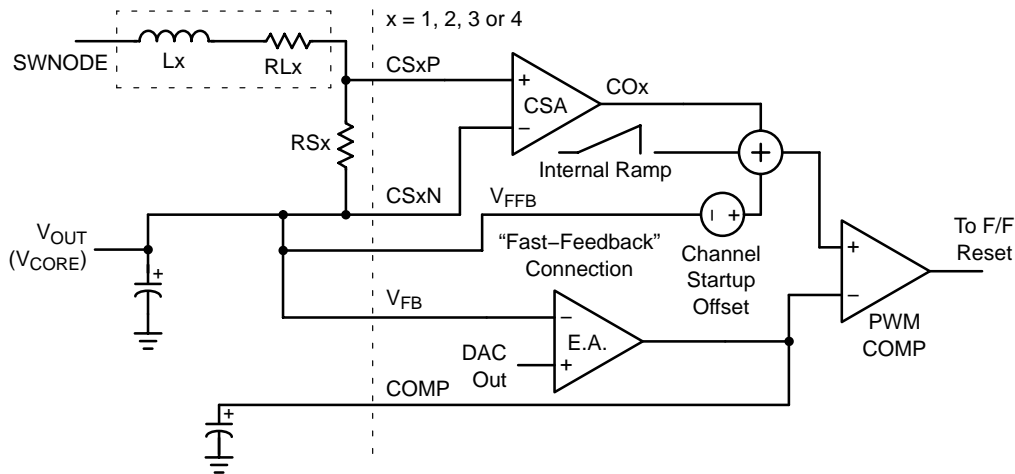 x = 1, 2, 3 or 4
SWNODE
Lx
RLx
CSxP
+
CSA
−
COx
RSx
Internal Ramp
+
CSxN
VFFB
− +
VOUT
(VCORE)
+
“Fast−Feedback”
Connection
Channel
Startup
Offset
+
−
To F/F
Reset
PWM
COMP
VFB
−
E.A.
+
DAC
Out
COMP
+